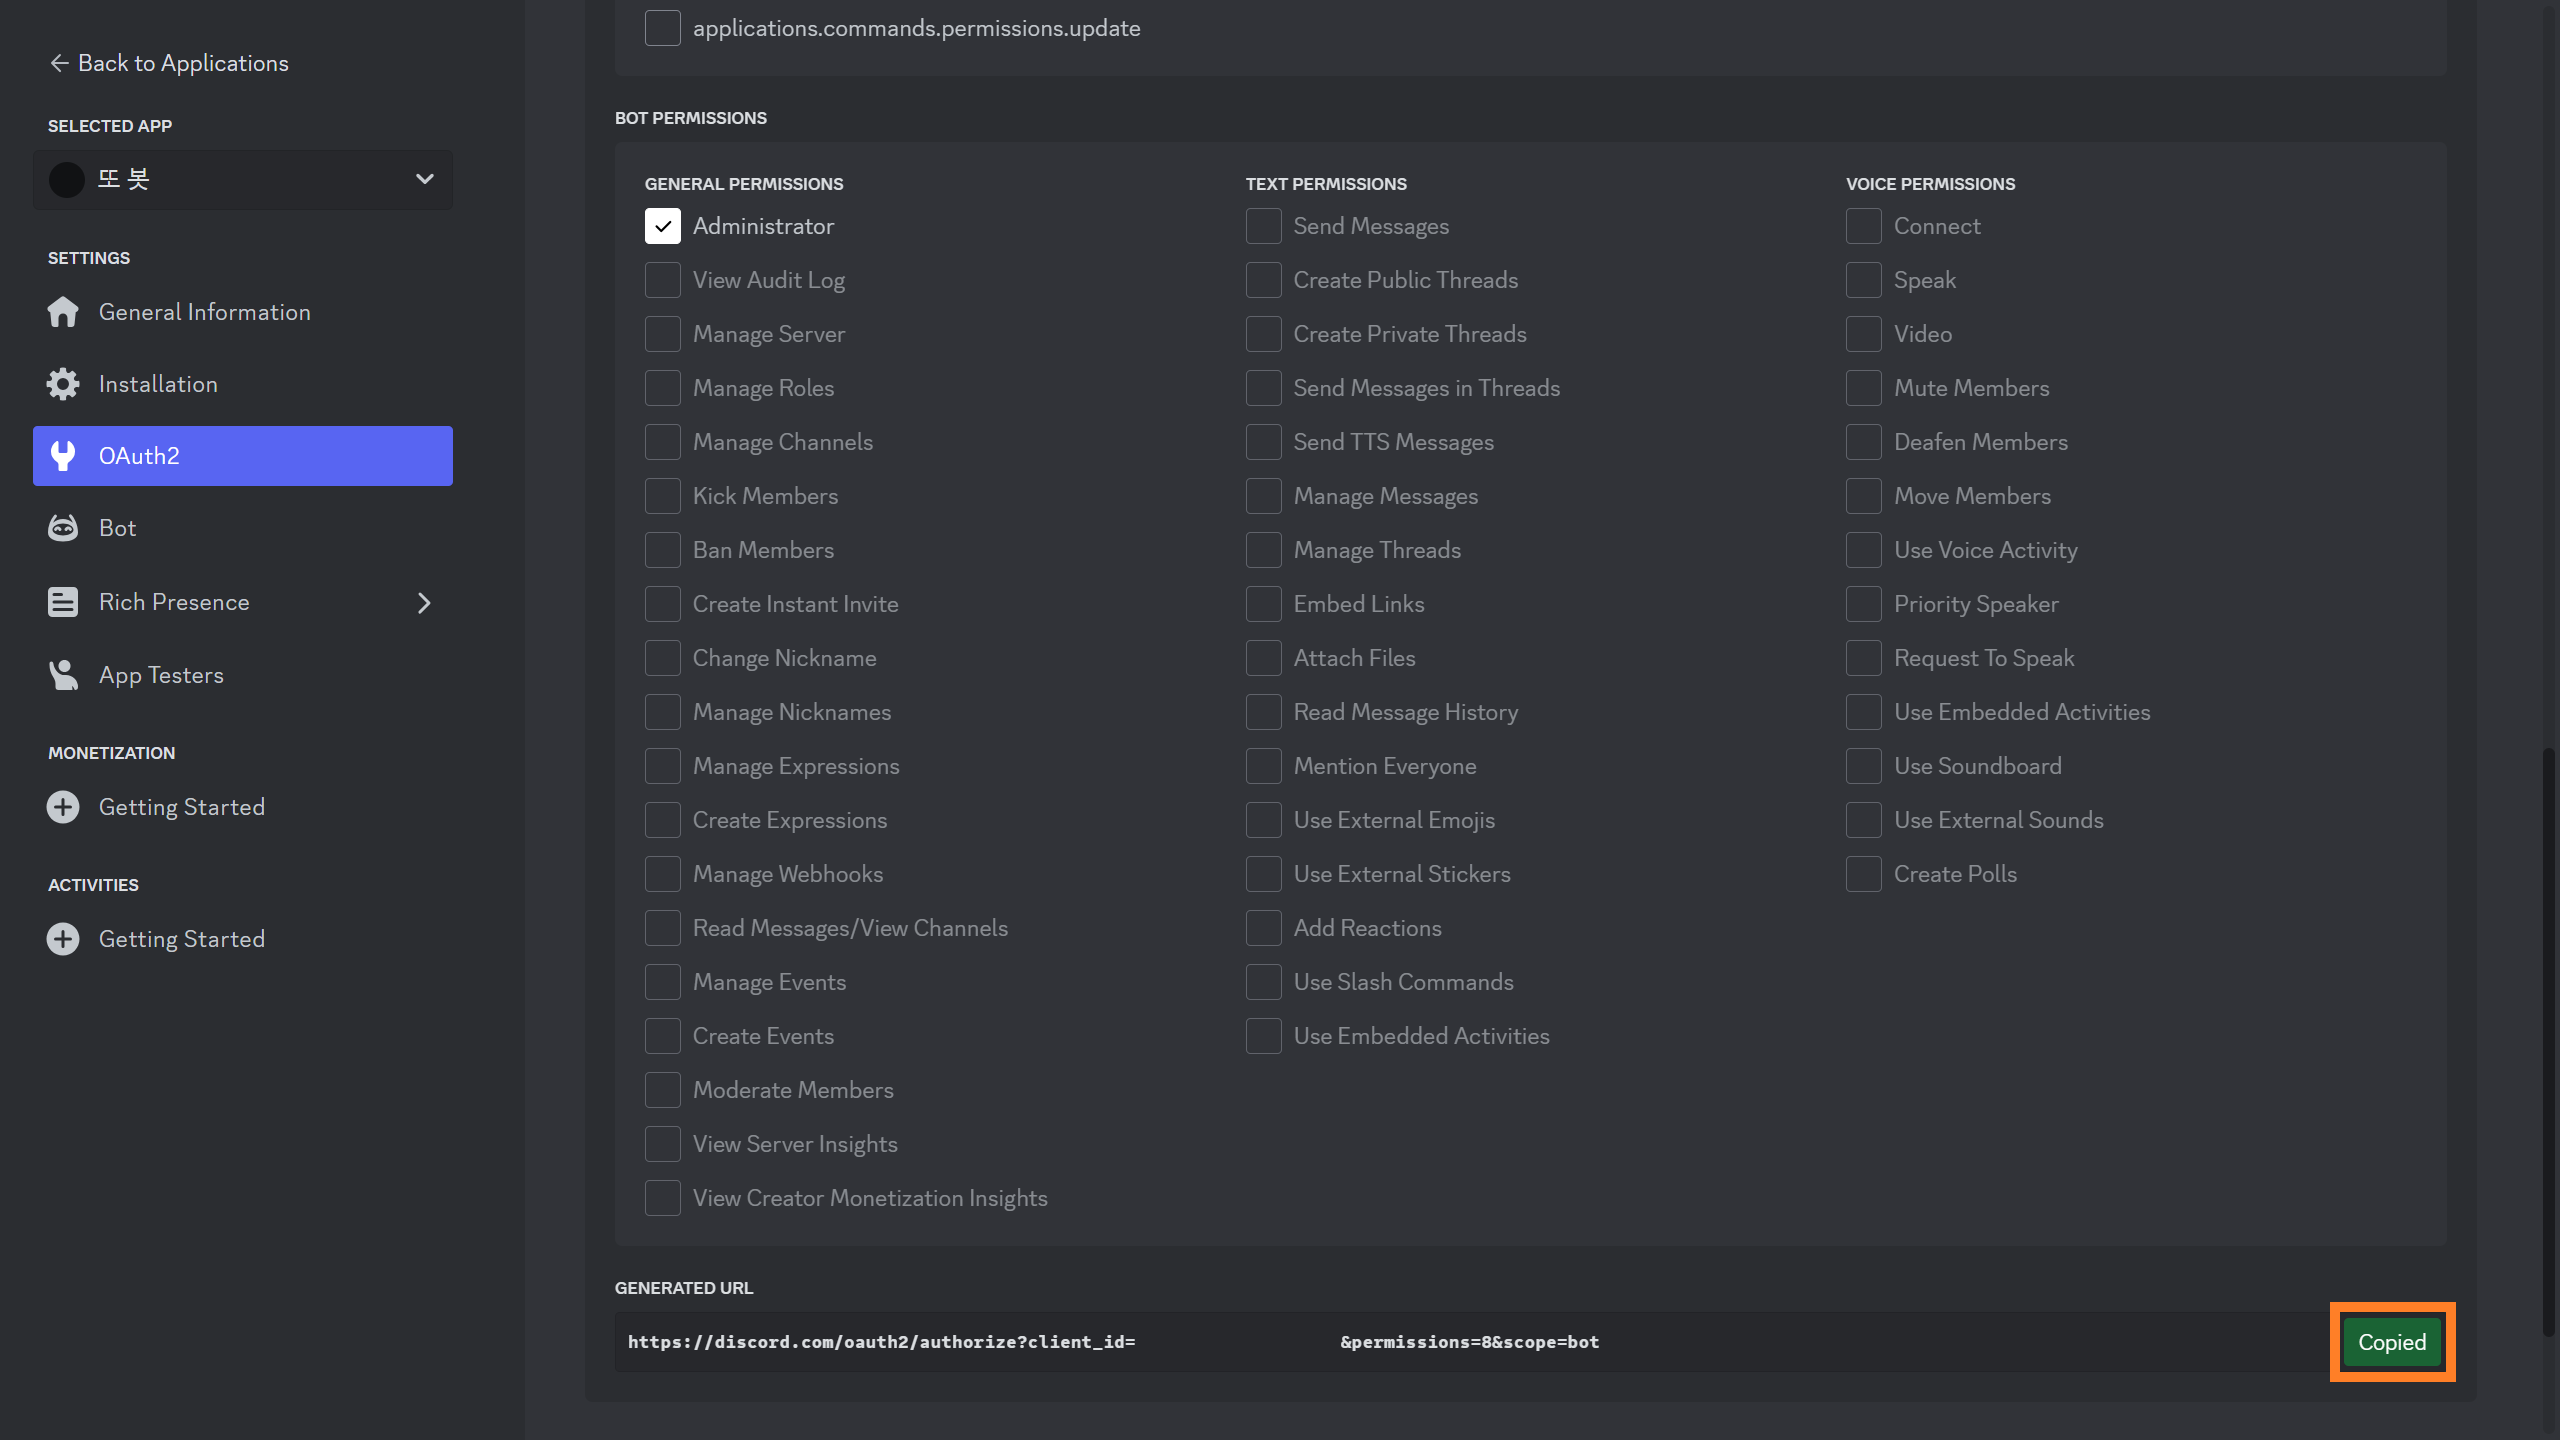 Back to Applications
SELECTED APP
또 봇
SETTINGS
General Information
Installation
OAuth2
Bot
Rich Presence
App Testers
MONETIZATION
Getting Started
ACTIVITIES
Getting Started
applications.commands.permissions.update
BOT PERMISSIONS
GENERAL PERMISSIONS
Administrator
View Audit Log
Manage Server
Manage Roles
Manage Channels
Kick Members
Ban Members
Create Instant Invite
Change Nickname
Manage Nicknames
Manage Expressions
Create Expressions
Manage Webhooks
Read Messages/View Channels
Manage Events
Create Events
Moderate Members
View Server Insights
View Creator Monetization Insights
TEXT PERMISSIONS
Send Messages
Create Public Threads
Create Private Threads
Send Messages in Threads
Send TTS Messages
Manage Messages
Manage Threads
Embed Links
Attach Files
Read Message History
Mention Everyone
Use External Emojis
Use External Stickers
Add Reactions
Use Slash Commands
Use Embedded Activities
VOICE PERMISSIONS
Connect
Speak
Video
Mute Members
Deafen Members
Move Members
Use Voice Activity
Priority Speaker
Request To Speak
Use Embedded Activities
Use Soundboard
Use External Sounds
Create Polls
GENERATED URL
https://discord.com/oauth2/authorize?client_id= &permissions=8&scope=bot
Copied